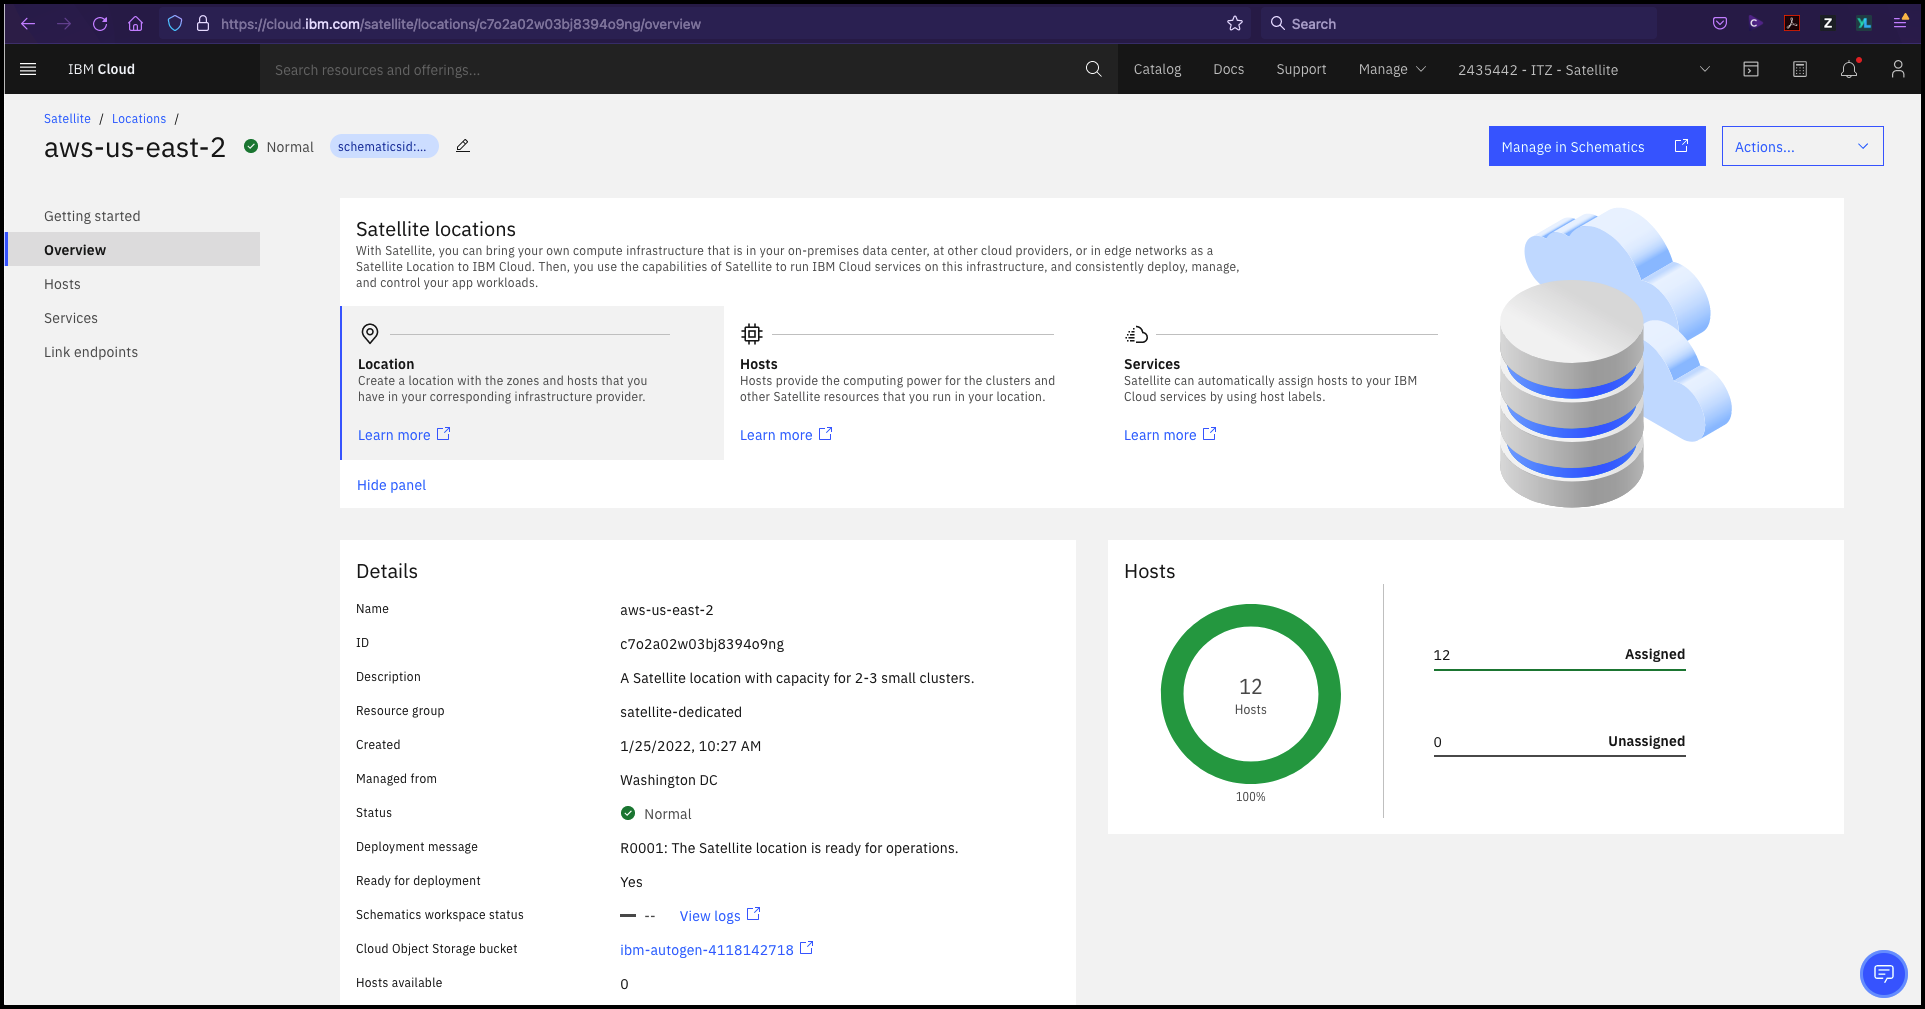 https://cloud.ibm.com/satellite/locations/c7o2a02w03bj8394o9ng/overview
Search
IBM Cloud
Search resources and offerings...
Catalog
Docs
Support
Manage
2435442 - ITZ - Satellite
Satellite / Locations /
aws-us-east-2
Normal
schematicsid:...
Manage in Schematics
Actions...
Getting started
Overview
Hosts
Services
Link endpoints
Satellite locations
With Satellite, you can bring your own compute infrastructure that is in your on-premises data center, at other cloud providers, or in edge networks as a
Satellite Location to IBM Cloud. Then, you use the capabilities of Satellite to run IBM Cloud services on this infrastructure, and consistently deploy, manage,
and control your app workloads.
Location
Create a location with the zones and hosts that you
have in your corresponding infrastructure provider.
Learn more
Hosts
Hosts provide the computing power for the clusters and
other Satellite resources that you run in your location.
Learn more
Services
Satellite can automatically assign hosts to your IBM
Cloud services by using host labels.
Learn more
Hide panel
Details
Name aws-us-east-2
ID c7o2a02w03bj8394o9ng
Description A Satellite location with capacity for 2-3 small clusters.
Resource group satellite-dedicated
Created 1/25/2022, 10:27 AM
Managed from Washington DC
Status Normal
Deployment message R0001: The Satellite location is ready for operations.
Ready for deployment Yes
Schematics workspace status -- View logs
Cloud Object Storage bucket ibm-autogen-4118142718
Hosts available 0
Hosts
12
Hosts
100%
12 Assigned
0 Unassigned